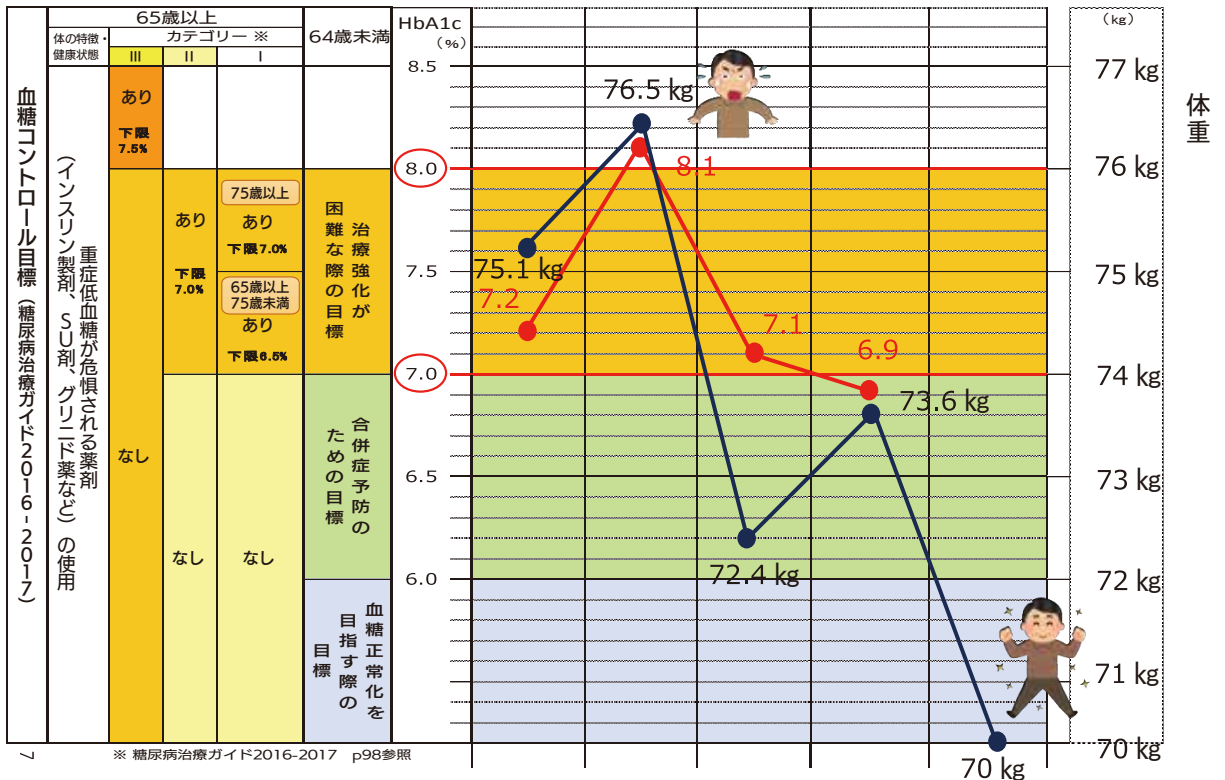 血糖コントロール目標（糖尿病治療ガイド2016-2017）
65歳以上
体の特徴・
健康状態
カテゴリー ※
III
II
I
64歳未満
重症低血糖が危惧される薬剤
（インスリン製剤、SU剤、グリニド薬など）の使用
あり
下限
7.5%
なし
あり
下限
7.0%
なし
75歳以上
あり
下限7.0%
65歳以上
75歳未満
あり
下限6.5%
なし
治療強化が
困難な際の目標
合併症予防の
ための目標
血糖正常化を
目指す際の
目標
HbA1c
（%）
8.5
8.0
7.5
7.0
6.5
6.0
76.5 kg
8.1
75.1 kg
7.2
7.1
6.9
73.6 kg
72.4 kg
70 kg
（kg）
77 kg
76 kg
75 kg
74 kg
73 kg
72 kg
71 kg
70 kg
体重
7
※ 糖尿病治療ガイド2016-2017 p98参照